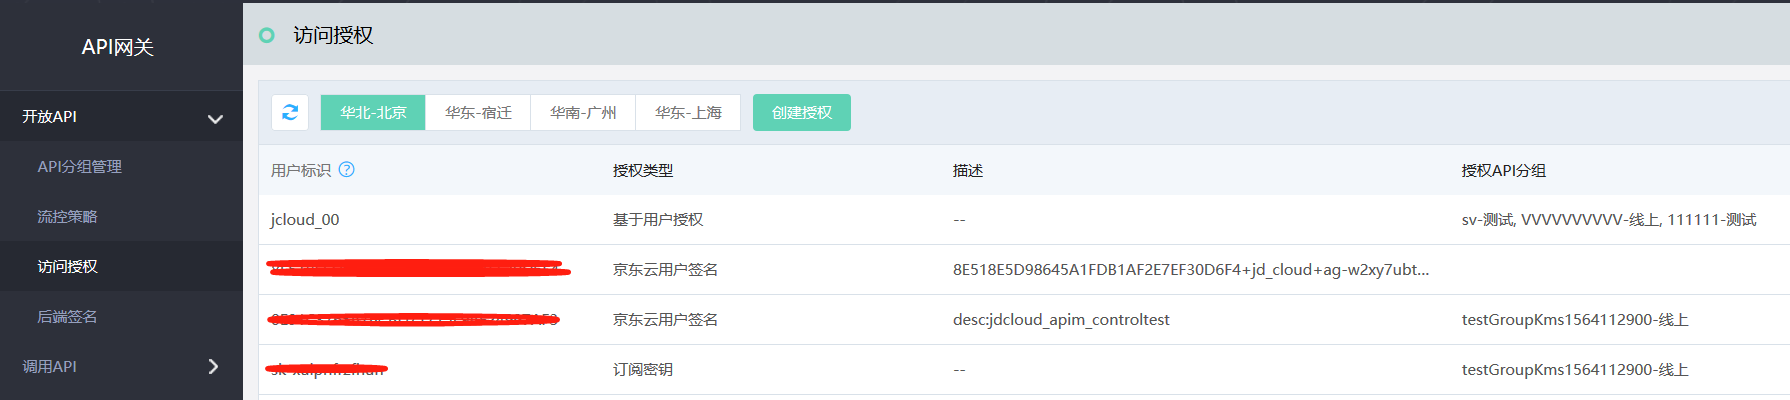 API网关
访问授权
开放API
API分组管理
流控策略
访问授权
后端签名
调用API
华北-北京 华东-宿迁 华南-广州 华东-上海 创建授权
用户标识 ? 授权类型 描述 授权API分组
jcloud_00 基于用户授权 -- sv-测试, VVVVVVVVVV-线上, 111111-测试
京东云用户签名 8E518E5D98645A1FDB1AF2E7EF30D6F4+jd_cloud+ag-w2xy7ubt...
京东云用户签名 desc:jdcloud_apim_controltest testGroupKms1564112900-线上
订阅密钥 -- testGroupKms1564112900-线上